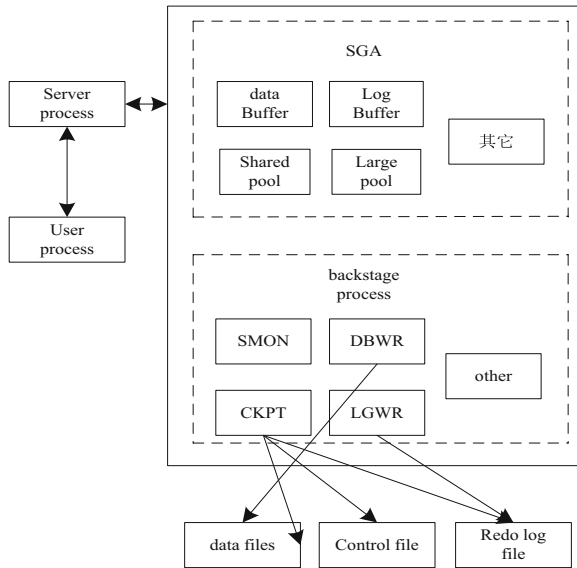 SGA
Server
process
data
Buffer
Log
Buffer
其它
Shared
pool
Large
pool
User
process
backstage
process
SMON
DBWR
other
CKPT
LGWR
data files
Control file
Redo log
file